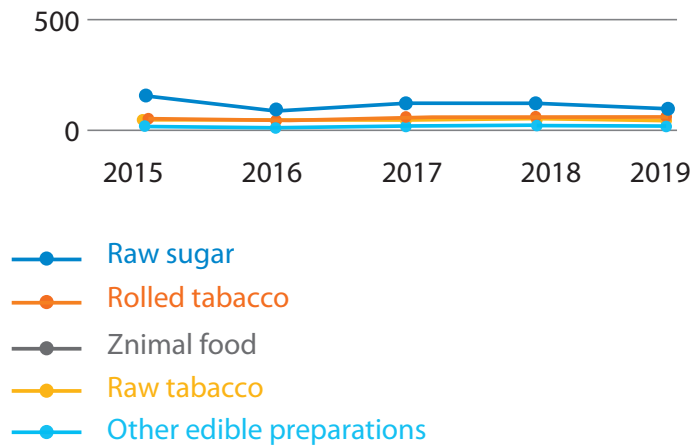 500
0
2015 2016 2017 2018 2019
Raw sugar
Rolled tabacco
Znimal food
Raw tabacco
Other edible preparations